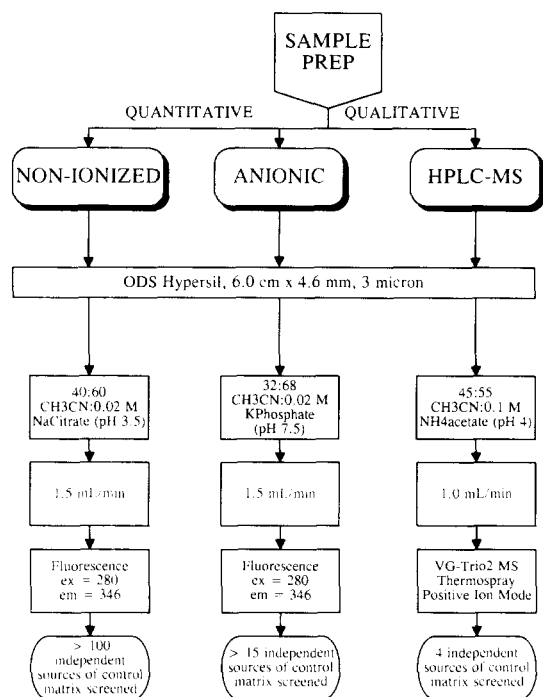 SAMPLE
PREP
QUANTITATIVE
QUALITATIVE
NON-IONIZED
ANIONIC
HPLC-MS
ODS Hypersil, 6.0 cm x 4.6 mm, 3 micron
40:60
CH3CN:0.02 M
NaCitrate (pH 3.5)
32:68
CH3CN:0.02 M
KPhosphate
(pH 7.5)
45:55
CH3CN:0.1 M
NH4acetate (pH 4)
1.5 mL/min
1.5 mL/min
1.0 mL/min
Fluorescence
ex = 280
em = 346
Fluorescence
ex = 280
em = 346
VG-Trio2 MS
Thermospray
Positive Ion Mode
> 100
independent
sources of control
matrix screened
> 15 independent
sources of control
matrix screened
4 independent
sources of control
matrix screened